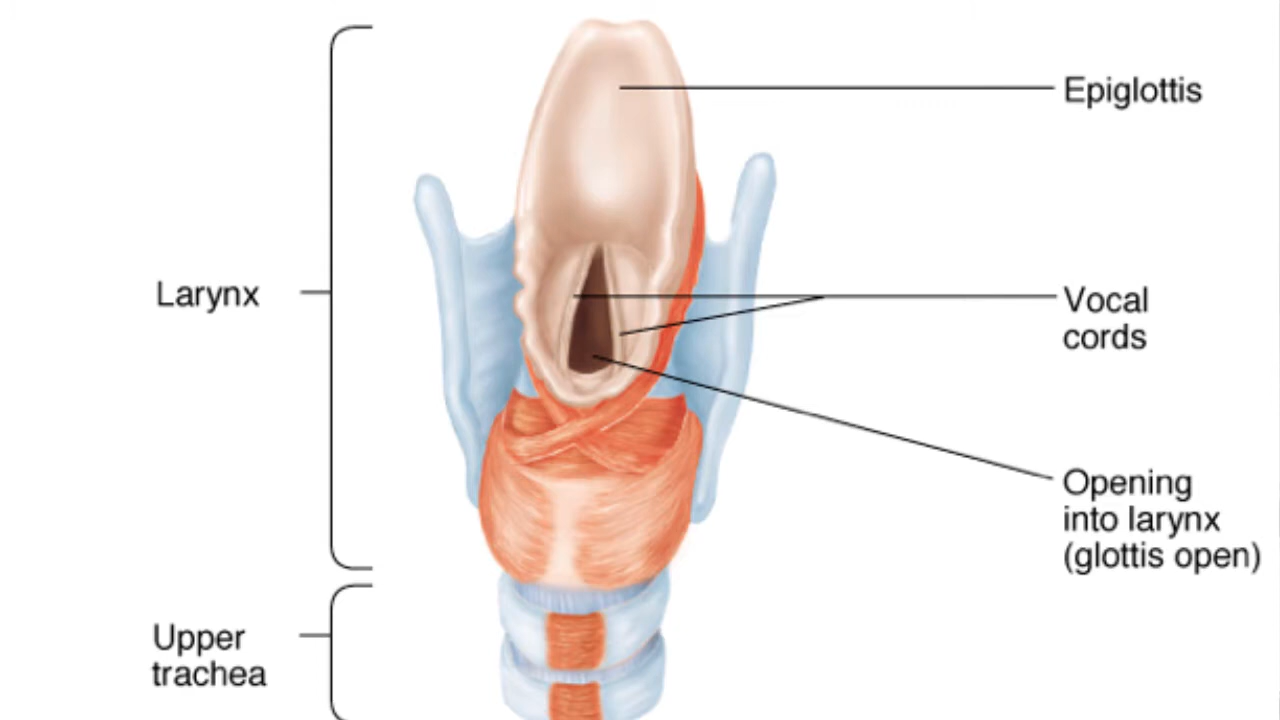 Epiglottis
Larynx
Vocal
cords
Opening
into larynx
(glottis open)
Upper
trachea